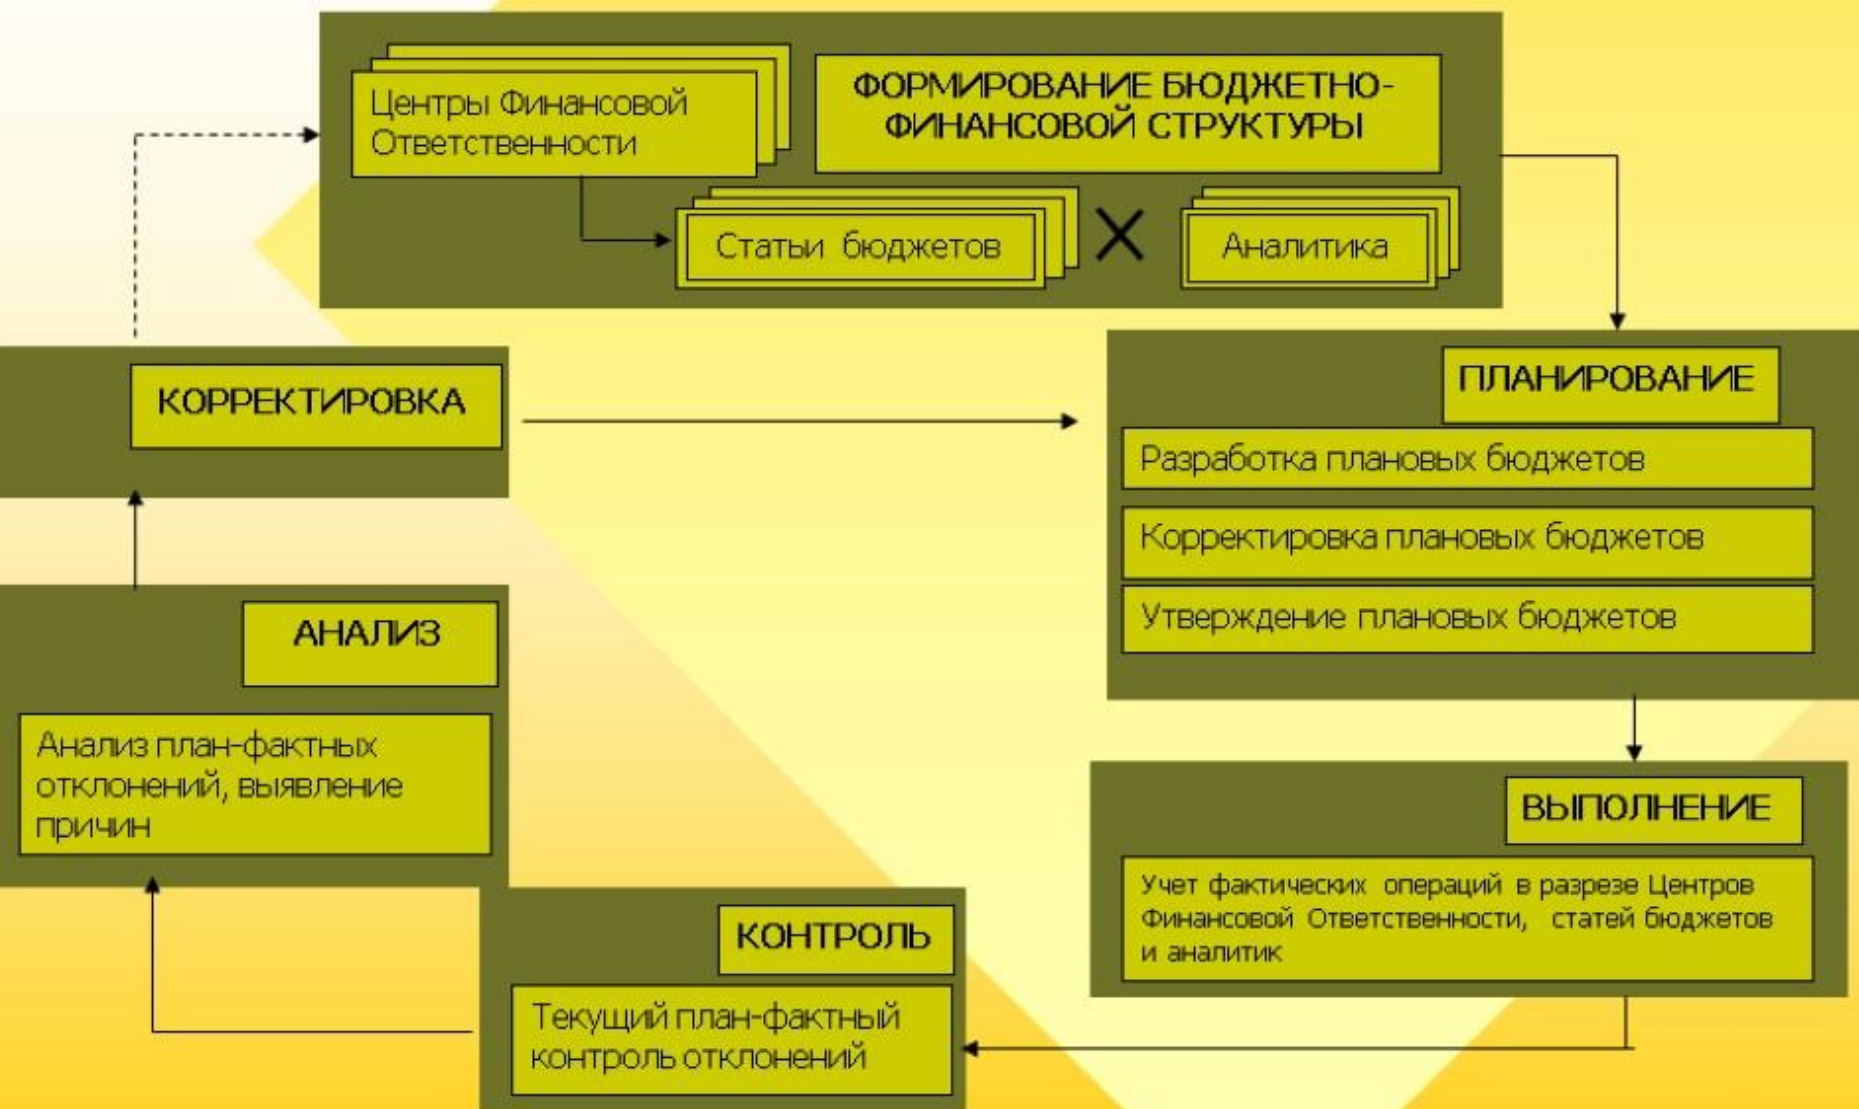 Центры Финансовой
Ответственности
ФОРМИРОВАНИЕ БЮДЖЕТНО-
ФИНАНСОВОЙ СТРУКТУРЫ
Статьи бюджетов
Аналитика
КОРРЕКТИРОВКА
ПЛАНИРОВАНИЕ
Разработка плановых бюджетов
Корректировка плановых бюджетов
Утверждение плановых бюджетов
АНАЛИЗ
Анализ план-фактных
отклонений, выявление
причин
ВЫПОЛНЕНИЕ
Учет фактических операций в разрезе Центров
Финансовой Ответственности, статей бюджетов
и аналитик
КОНТРОЛЬ
Текущий план-фактный
контроль отклонений